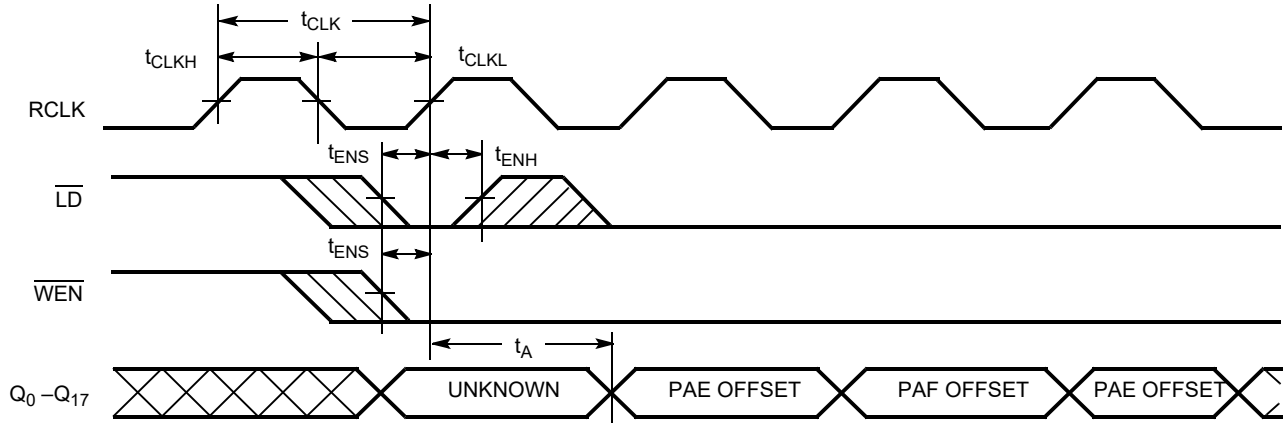 tCLK
tCLKH
tCLKL
RCLK
tENS
tENH
LD
tENS
WEN
tA
Q0 –Q17
UNKNOWN
PAE OFFSET
PAF OFFSET
PAE OFFSET